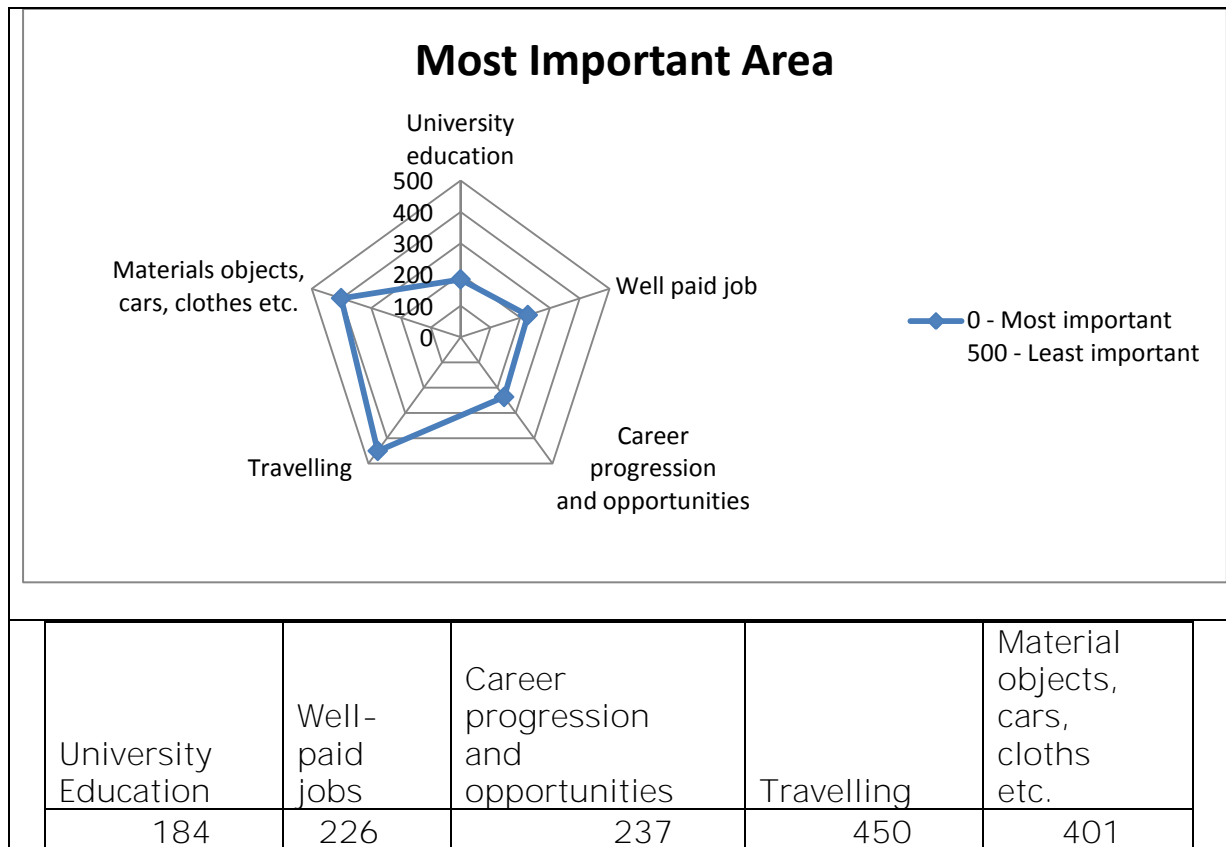 Most Important Area
University
education
500
400
300
200
100
0
Well paid job
Career
progression
and opportunities
Travelling
Materials objects,
cars, clothes etc.
0 - Most important
500 - Least important
University
Education
Well-
paid
jobs
Career
progression
and
opportunities
Travelling
Material
objects,
cars,
cloths
etc.
184
226
237
450
401